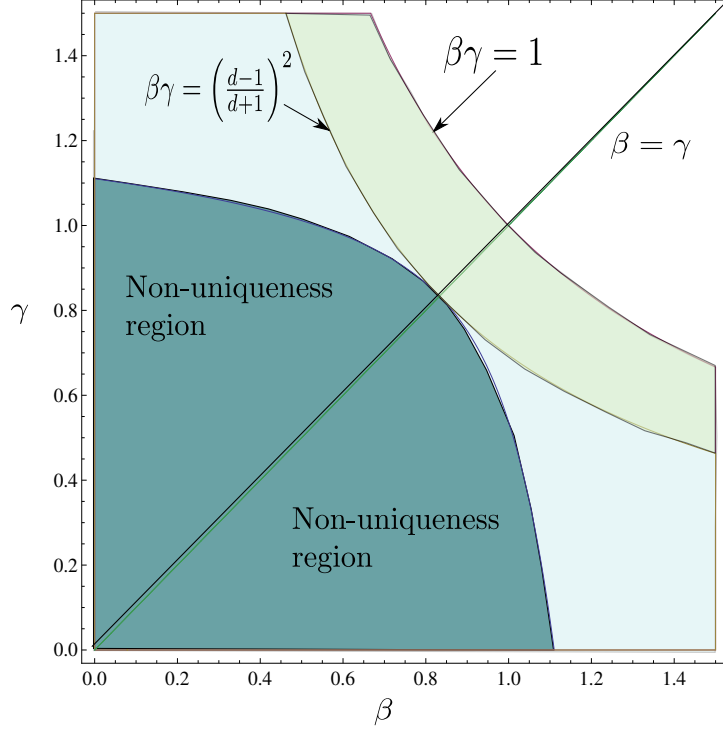 1.4
1.2
1.0
0.8
0.6
0.4
0.2
0.0
γ
βγ = (d−1/d+1)^2
βγ = 1
β = γ
Non-uniqueness
region
Non-uniqueness
region
0.0 0.2 0.4 0.6 0.8 1.0 1.2 1.4
β